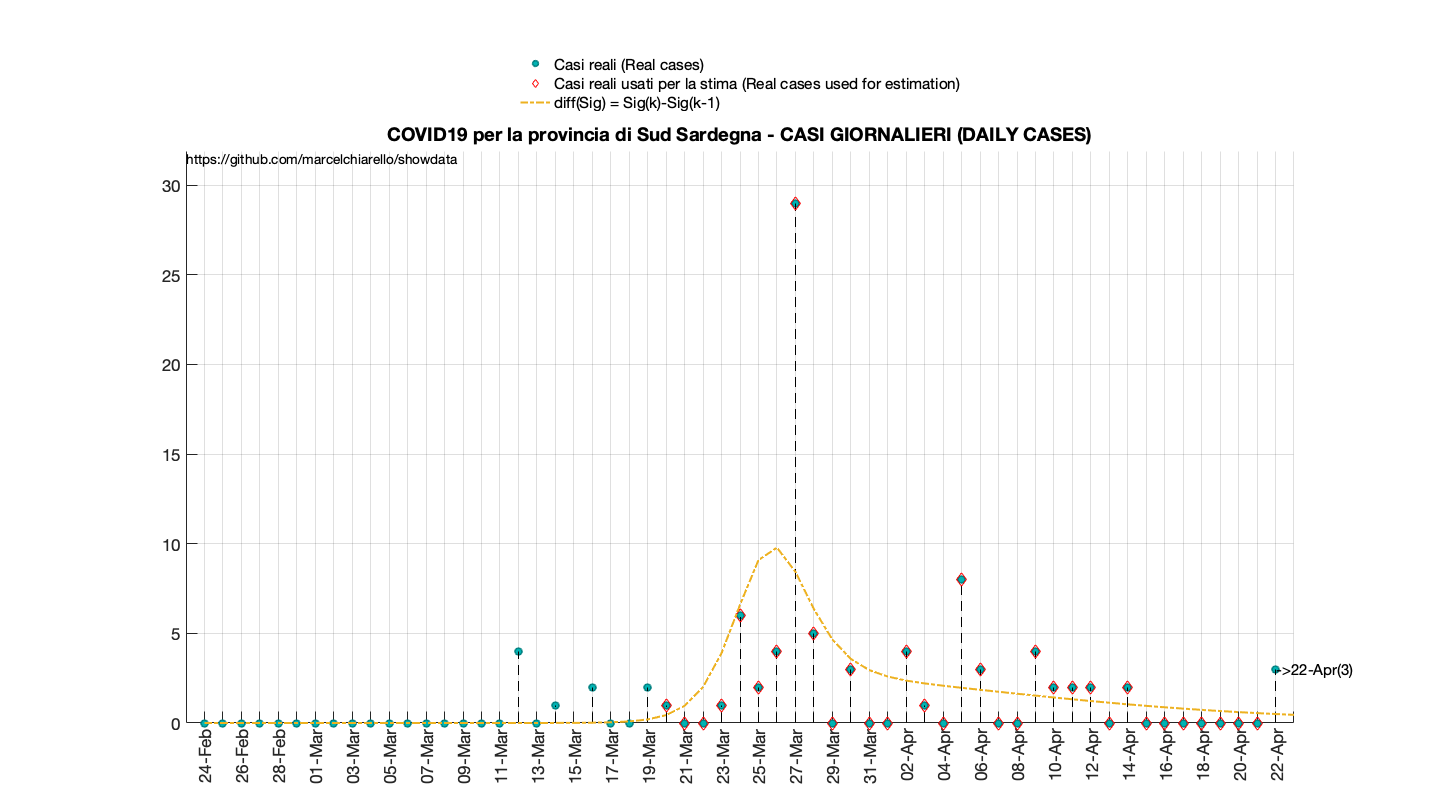 Casi reali (Real cases)
Casi reali usati per la stima (Real cases used for estimation)
diff(Sig) = Sig(k)-Sig(k-1)
COVID19 per la provincia di Sud Sardegna - CASI GIORNALIERI (DAILY CASES)
https://github.com/marcelchiarello/showdata
30
25
20
15
10
5
0
->22-Apr(3)
24-Feb
26-Feb
28-Feb
01-Mar
03-Mar
05-Mar
07-Mar
09-Mar
11-Mar
13-Mar
15-Mar
17-Mar
19-Mar
21-Mar
23-Mar
25-Mar
27-Mar
29-Mar
31-Mar
02-Apr
04-Apr
06-Apr
08-Apr
10-Apr
12-Apr
14-Apr
16-Apr
18-Apr
20-Apr
22-Apr